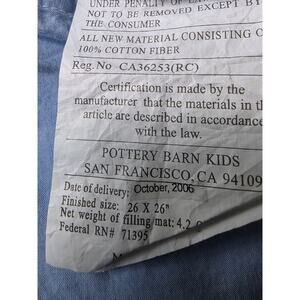 UNDER PENALTY OF LA
NOT TO BE REMOVED EXCEPT BY
THE CONSUMER
ALL NEW MATERIAL CONSISTING O
100% COTTON FIBER
Reg.No CA36253(RC)
Certification is made by the
manufacturer that the materials in th
article are described in accordance
with the law.
POTTERY BARN KIDS
SAN FRANCISCO, CA 94109
Date of delivery: October, 2006
Finished size: 26 X 26"
Net weight of filling mat: 4.2
Federal RN# 71395